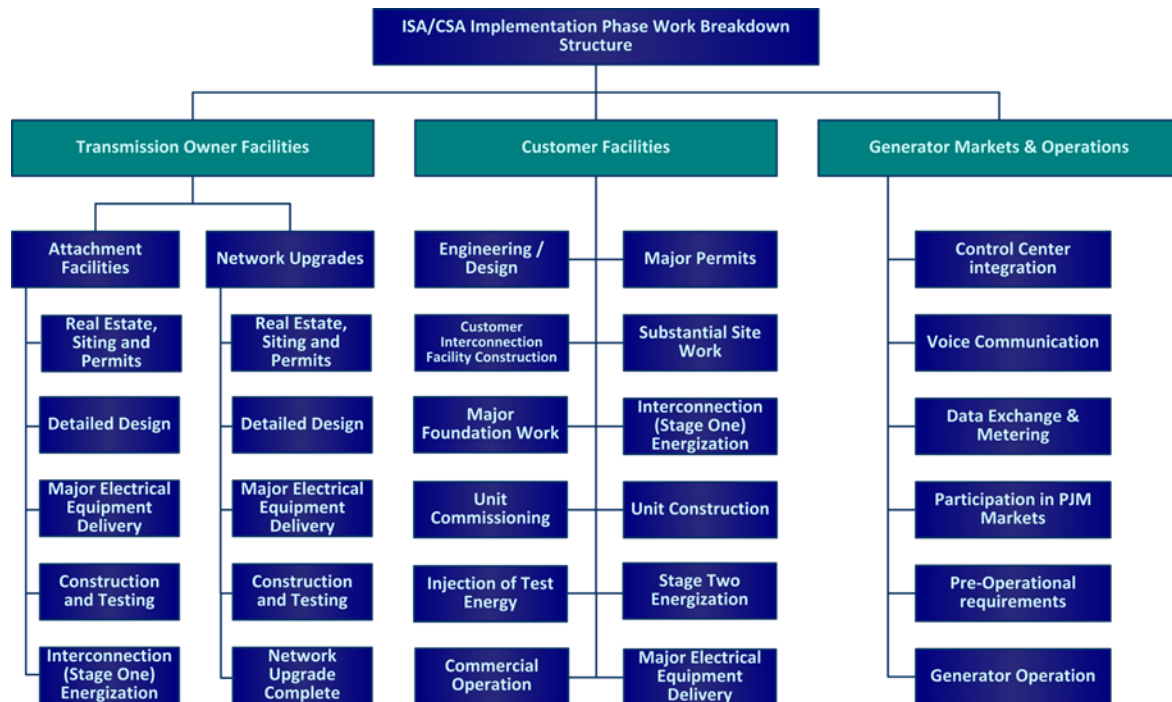 ISA/CSA Implementation Phase Work Breakdown
Structure
Transmission Owner Facilities
Customer Facilities
Generator Markets & Operations
Attachment
Facilities
Real Estate,
Siting and
Permits
Detailed Design
Major Electrical
Equipment
Delivery
Construction
and Testing
Interconnection
(Stage One)
Energization
Network Upgrades
Real Estate,
Siting and
Permits
Detailed Design
Major Electrical
Equipment
Delivery
Construction
and Testing
Network
Upgrade
Complete
Engineering /
Design
Major Permits
Customer
Interconnection
Facility Construction
Substantial Site
Work
Major
Foundation Work
Interconnection
(Stage One)
Energization
Unit
Commissioning
Unit Construction
Injection of Test
Energy
Stage Two
Energization
Commercial
Operation
Major Electrical
Equipment
Delivery
Control Center
integration
Voice Communication
Data Exchange &
Metering
Participation in PJM
Markets
Pre-Operational
requirements
Generator Operation